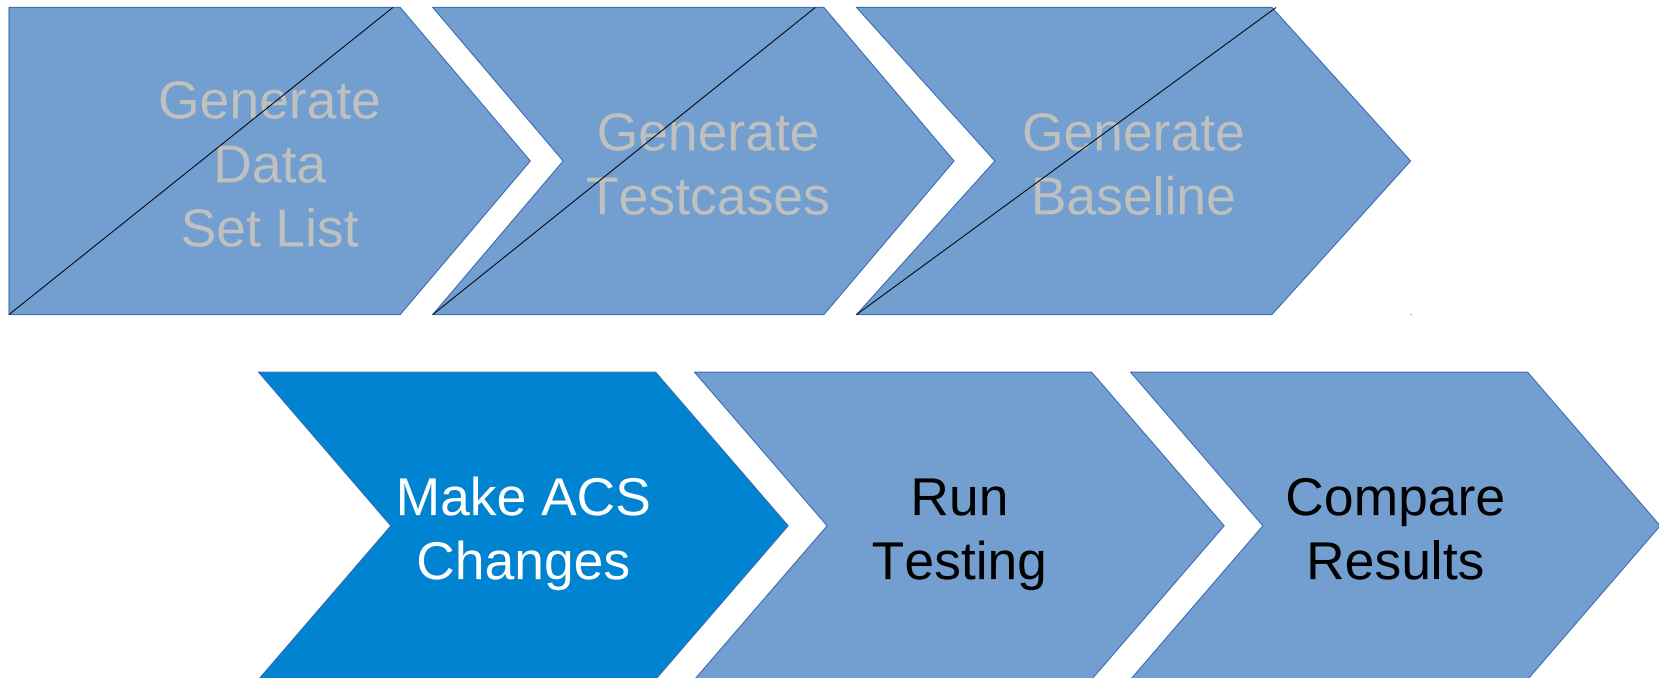 Generate
Data
Set List
Generate
Testcases
Generate
Baseline
Make ACS
Changes
Run
Testing
Compare
Results